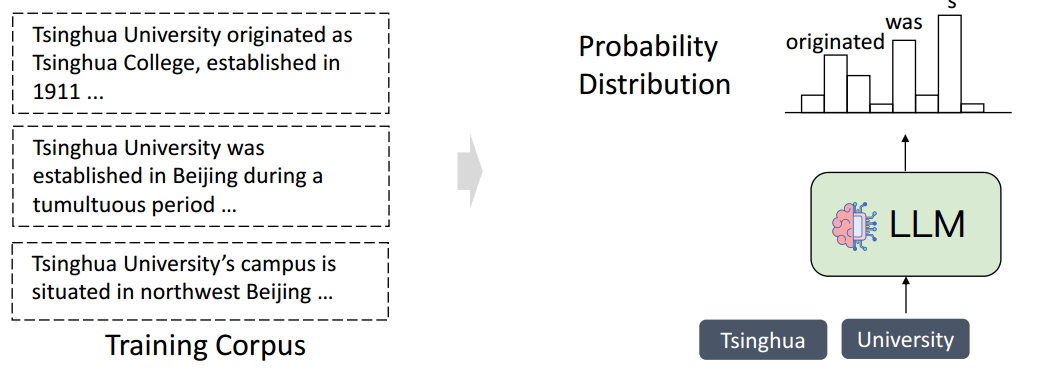 Tsinghua University originated as
Tsinghua College, established in
1911 ...
Tsinghua University was
established in Beijing during a
tumultuous period ...
Tsinghua University’s campus is
situated in northwest Beijing ...
Training Corpus
Probability
Distribution
originated
was
s
LLM
Tsinghua
University